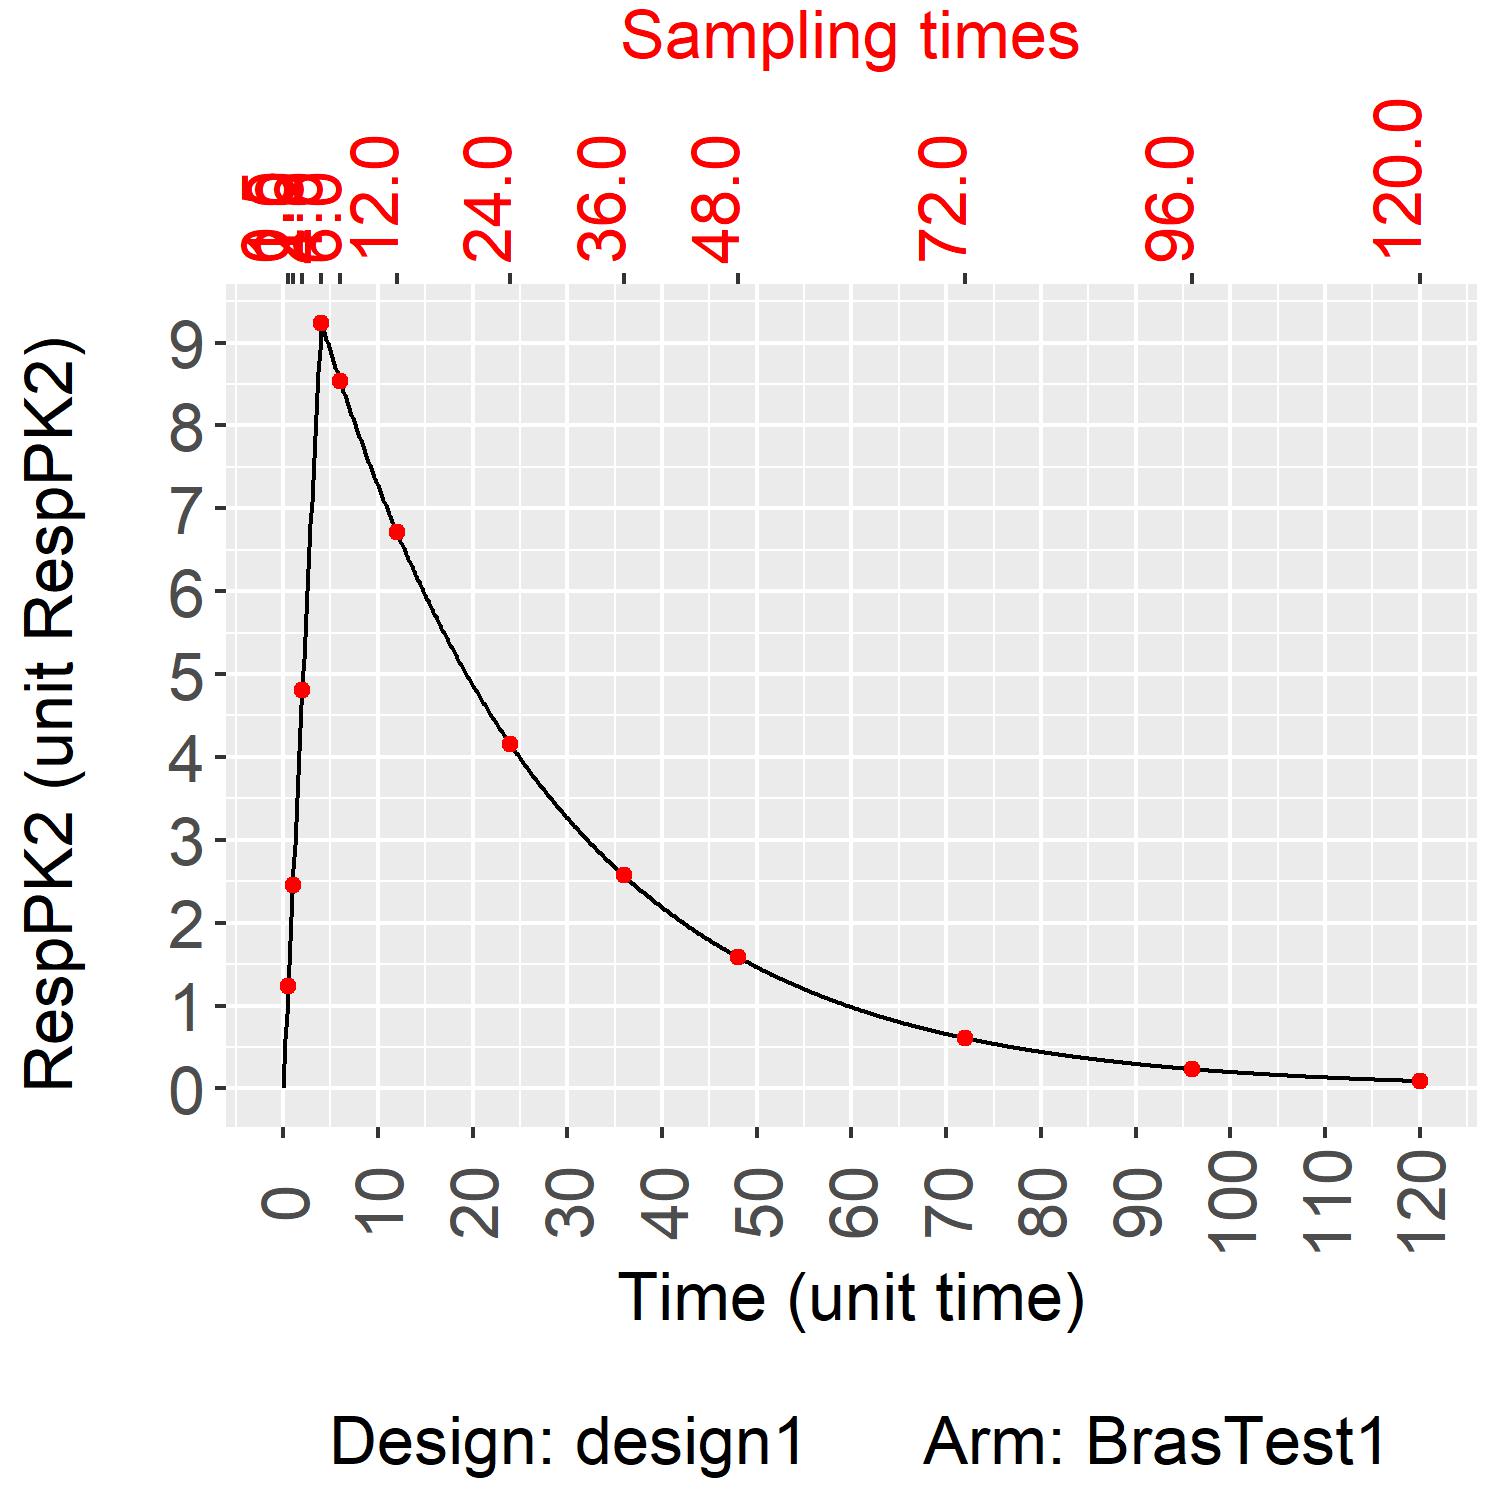 Sampling times
12.0 24.0 36.0 48.0 72.0 96.0 120.0
RespPK2 (unit RespPK2)
9
8
7
6
5
4
3
2
1
0
0 10 20 30 40 50 60 70 80 90 100 110 120
Time (unit time)
Design: design1 Arm: BrasTest1